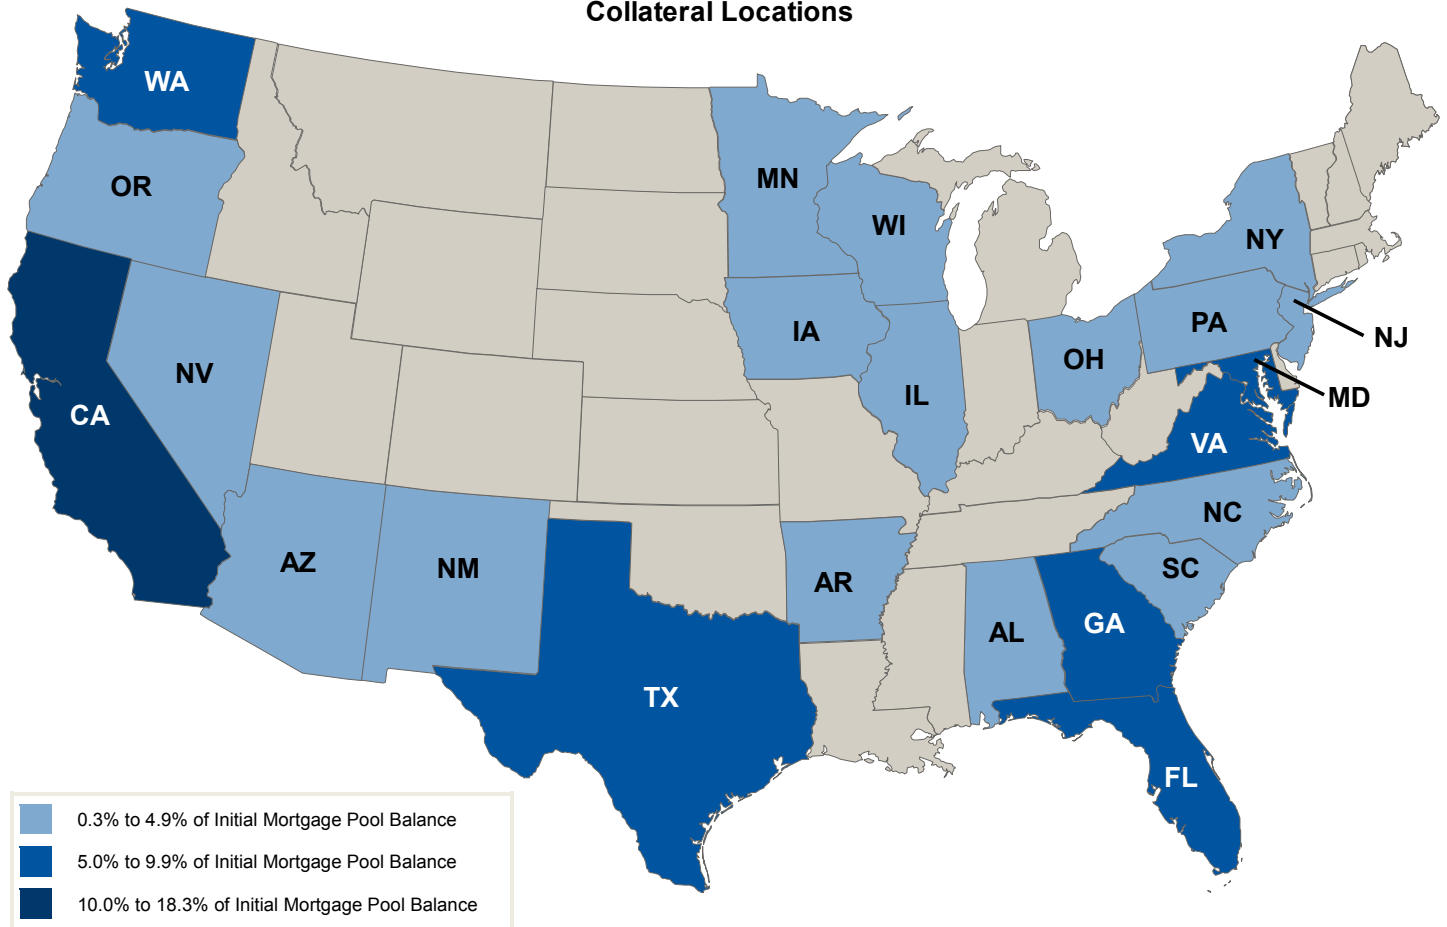 Collateral Locations
WA
OR
MN
WI
NY
IA
PA
NJ
NV
OH
IL
MD
CA
VA
NC
AZ
NM
AR
SC
AL
GA
TX
FL
0.3% to 4.9% of Initial Mortgage Pool Balance
5.0% to 9.9% of Initial Mortgage Pool Balance
10.0% to 18.3% of Initial Mortgage Pool Balance